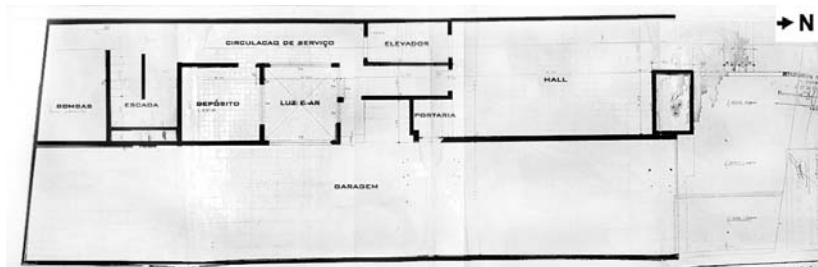 N
CIRCULACAO DE SERVIÇO
ELEVADOR
HALL
BOMBAS
ESCADA
DEPÓSITO
LUZ E AR
PORTARIA
GARAGEM